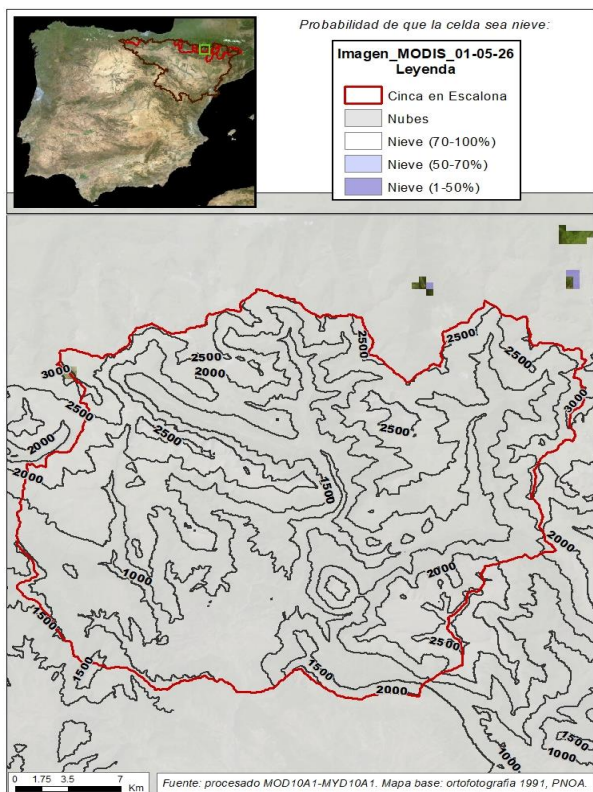 Probabilidad de que la celda sea nieve:
Imagen_MODIS_01-05-26
Leyenda
Cinca en Escalona
Nubes
Nieve (70-100%)
Nieve (50-70%)
Nieve (1-50%)
2500
2500
2500
2500
2000
3000
3000
2500
2000
2000
2500
2500
1500
2000
1000
2000
1500
2500
1500
1500
2000
1500
1000
1000
0 1.75 3.5 7
Km
Fuente: procesado MOD10A1-MYD10A1. Mapa base: ortofotografia 1991, PNOA.